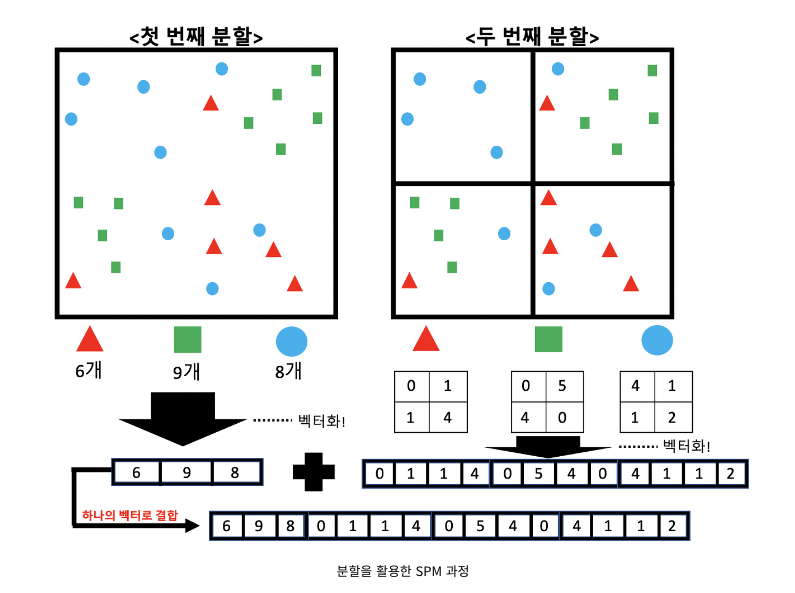 <첫 번째 분할> <두 번째 분할>
6개 9개 8개
0 1 0 5 4 1
1 4 4 0 1 2
벡터화!
벡터화!
6 9 8 0 1 1 4 0 5 4 0 4 1 1 2
하나의 벡터로 결합
6 9 8 0 1 1 4 0 5 4 0 4 1 1 2
분할을 활용한 SPM 과정